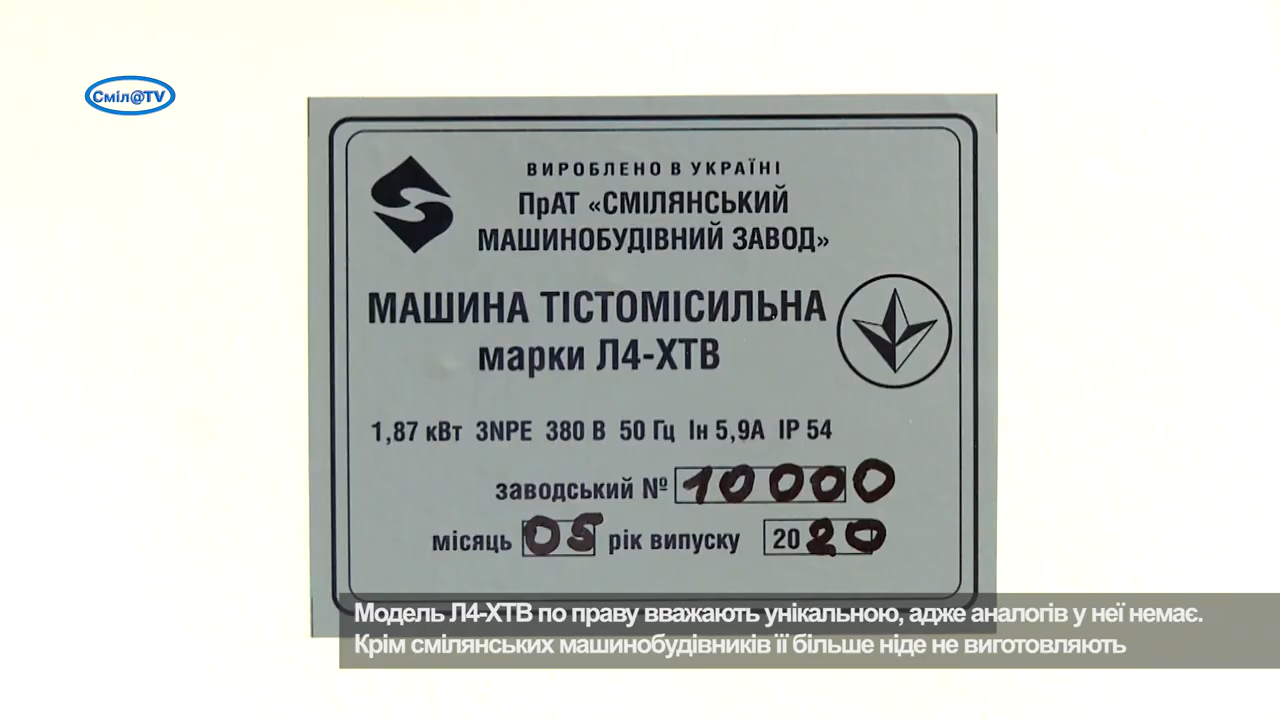 Сміл@TV
ВИРОБЛЕНО В УКРАЇНІ
ПрАТ «СМІЛЯНСЬКИЙ
МАШИНОБУДІВНИЙ ЗАВОД»
МАШИНА ТІСТОМІСИЛЬНА
марки Л4-ХТВ
1,87 кВт 3NPE 380 В 50 Гц Ін 5,9А IP 54
заводський № 10000
місяць 05 рік випуску 2020
Модель Л4-ХТВ по праву вважають унікальною, адже аналогів у неї немає.
Крім смілянських машинобудівників її більше ніде не виготовляють